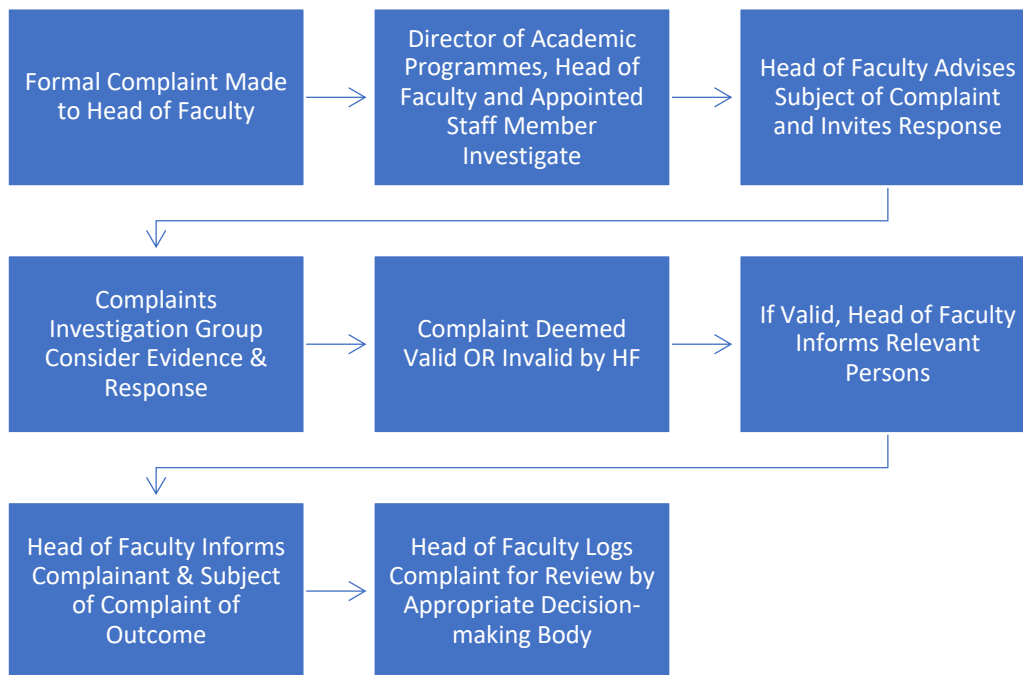 Formal Complaint Made
to Head of Faculty
Director of Academic
Programmes, Head of
Faculty and Appointed
Staff Member
Investigate
Head of Faculty Advises
Subject of Complaint
and Invites Response
Complaints
Investigation Group
Consider Evidence &
Response
Complaint Deemed
Valid OR Invalid by HF
If Valid, Head of Faculty
Informs Relevant
Persons
Head of Faculty Informs
Complainant & Subject
of Complaint of
Outcome
Head of Faculty Logs
Complaint for Review by
Appropriate Decision-
making Body